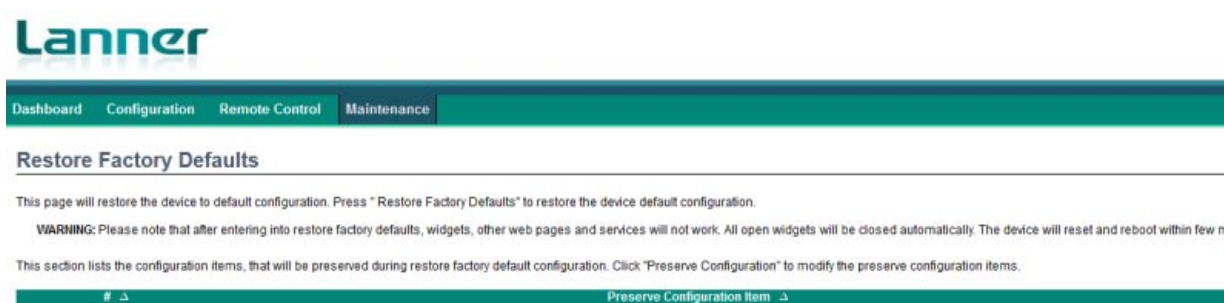 Lanner
Dashboard Configuration Remote Control Maintenance
Restore Factory Defaults
This page will restore the device to default configuration. Press " Restore Factory Defaults" to restore the device default configuration.
WARNING: Please note that after entering into restore factory defaults, widgets, other web pages and services will not work. All open widgets will be closed automatically. The device will reset and reboot within few
This section lists the configuration items, that will be preserved during restore factory default configuration. Click "Preserve Configuration" to modify the preserve configuration items.
# Δ Preserve Configuration Item Δ